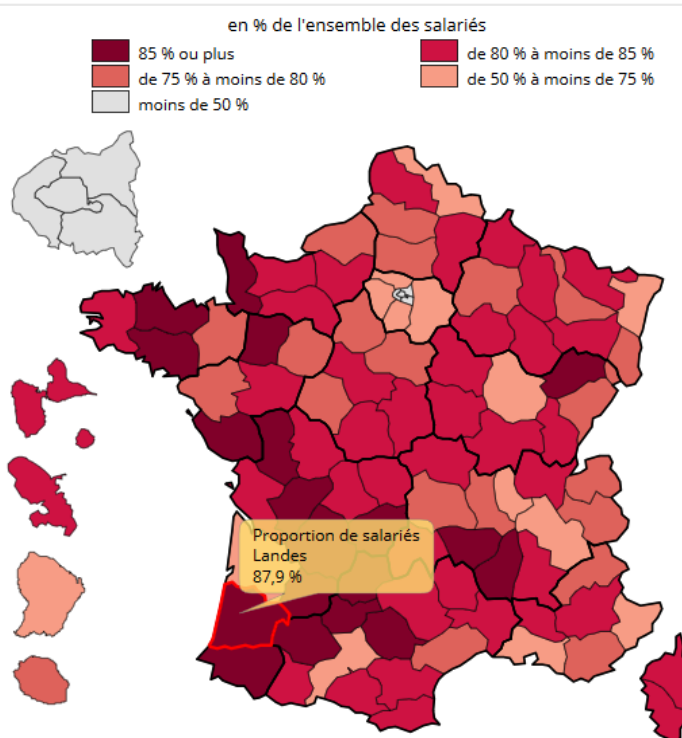 en % de l'ensemble des salariés
85 % ou plus
de 80 % à moins de 85 %
de 75 % à moins de 80 %
de 50 % à moins de 75 %
moins de 50 %
Proportion de salariés
Landes
87,9 %